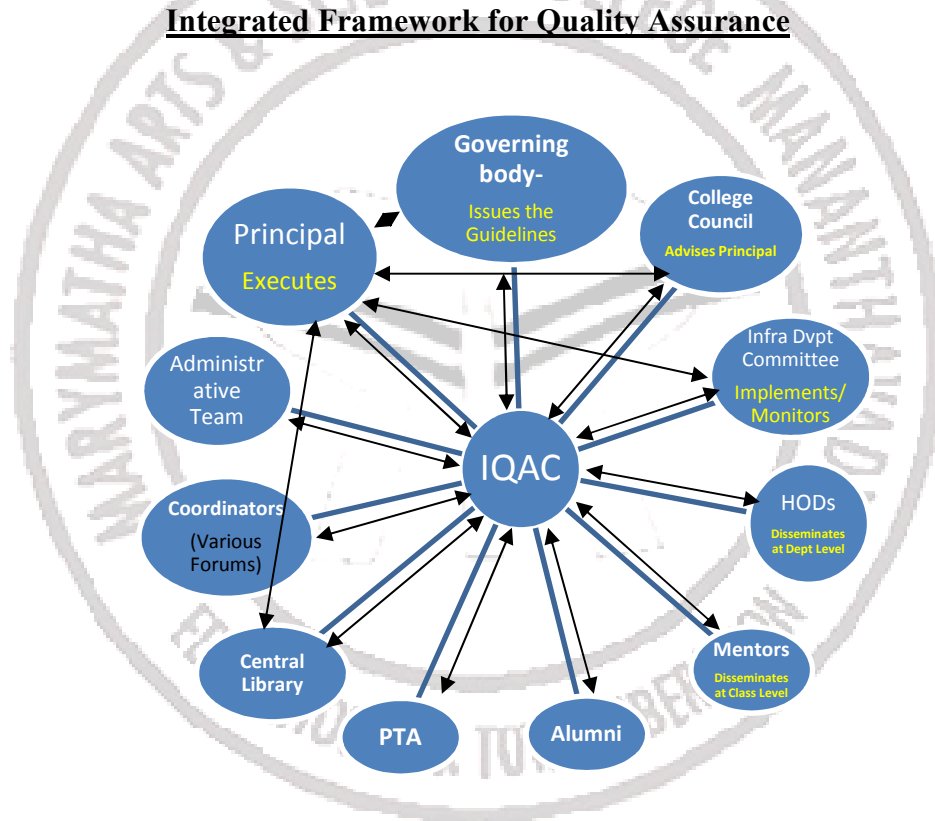 Integrated Framework for Quality Assurance
Governing
body-
Issues the
Guidelines
College
Council
Advises Principal
Principal
Executes
Infra Dvpt
Committee
Implements/
Monitors
Administr
ative
Team
IQAC
HODs
Disseminates
at Dept Level
Coordinators
(Various
Forums)
Mentors
Disseminates
at Class Level
Central
Library
PTA
Alumni
MARYMATHA ARTS &
MANANTHAVADY